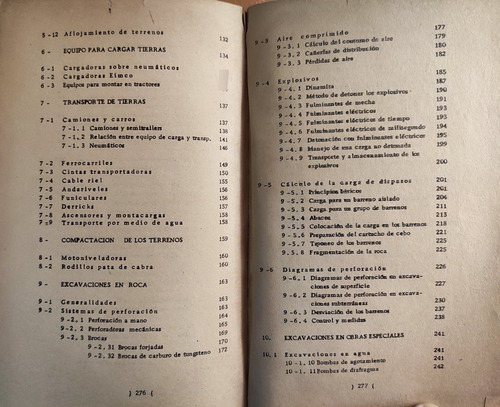 5 -12 Aflojamiento de terrenos 132
6 - EQUIPO PARA CARGAR TIERRAS 134
6 -1 Cargadoras sobre neumáticos
6 -2 Cargadoras Eimco
6 -3 Equipos para montar en tractores
7 - TRANSPORTE DE TIERRAS 137
7 -1 Camiones y carros 137
7 -1, 1 Camiones y semitrailers 138
7 -1, 2 Relación entre equipo de carga y transp. 141
7 -1, 3 Neumáticos 146
7 -2 Ferrocarriles 149
7 -3 Cintas transportadoras 150
7 -4 Cable riel 155
7 -5 Andariveles 156
7 -6 Funiculares 156
7 -7 Derricks 156
7 -8 Ascensores y montacargas 158
7 -9 Transporte por medio de agua 158
8 - COMPACTACION DE LOS TERRENOS 159
8 -1 Motoniveladoras 160
8 -2 Rodillos pata de cabra 160
9 - EXCAVACIONES EN ROCA 163
9 -1 Generalidades 163
9 -2 Sistemas de perforación 163
9 -2, 1 Perforación a mano 164
9 -2, 2 Perforadoras mecánicas 165
9 -2, 3 Brocas 169
9 -2, 31 Brocas forjadas 170
9 -2, 32 Brocas de carburo de tungsteno 172
) 276 (
9 -3 Aire comprimido 177
9 -3, 1 Cálculo del consumo de aire 179
9 -3, 2 Cañerías de distribución 180
9 -3, 3 Pérdidas de aire 182
9 -4 Explosivos 185
9 -4, 1 Dinamita 187
9 -4, 2 Método de detonar los explosivos 190
9 -4, 3 Fulminantes de mecha 191
9 -4, 4 Fulminantes eléctricos 193
9 -4, 5 Fulminantes eléctricos de tiempo 194
9 -4, 6 Fulminantes eléctricos de milisegundo 194
9 -4, 7 Detonación con fulminantes eléctricos 195
9 -4, 8 Manejo de una carga no detonada 199
9 -4, 9 Transporte y almacenamiento de los
explosivos 200
9 -5 Cálculo de la carga de disparos 201
9 -5, 1 Principios básicos 201
9 -5, 2 Carga para un barreno aislado 206
9 -5, 3 Carga para un grupo de barrenos 211
9 -5, 4 Abacos 213
9 -5, 5 Colocación de la carga en los barrenos 218
9 -5, 6 Preparación del cartucho de cebo 221
9 -5, 7 Taponeo de los barrenos 225
9 -5, 8 Fragmentación de la roca 225
9 -6 Diagramas de perforación 226
9 -6, 1 Diagramas de perforación en excava-
ciones de superficie 227
9 -6, 2 Diagramas de perforación en excava-
ciones subterráneas 230
9 -6, 3 Desviación de los barrenos 237
9 -6, 4 Control y medidas 238
10. EXCAVACIONES EN OBRAS ESPECIALES 241
10. 1 Excavaciones en agua 241
10 -1, 10 Bombas de agotamiento 241
10 -1, 11 Bombas de diafragua 242
) 277 (